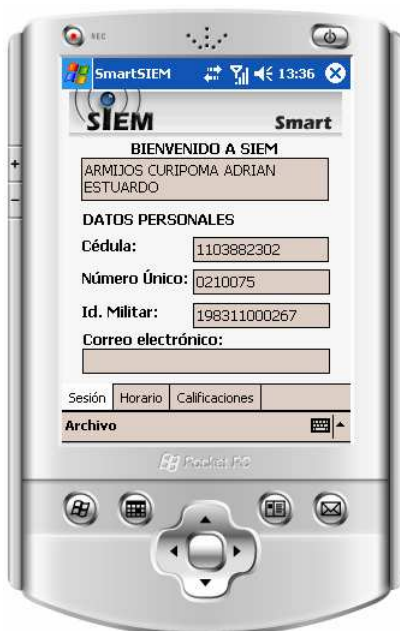 REC
SmartSIEM 13:36
SIEM Smart
BIENVENIDO A SIEM
ARMIJOS CURIPOMA ADRIAN
ESTUARDO
DATOS PERSONALES
Cédula: 1103882302
Número Único: 0210075
Id. Militar: 198311000267
Correo electrónico:
Sesión Horario Calificaciones
Archivo
Pocket PC